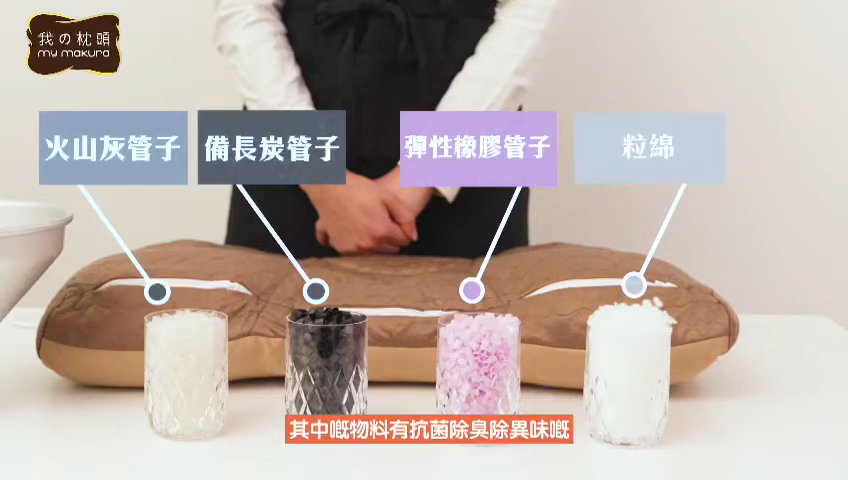 我の枕頭
my makura
火山灰管子
備長炭管子
彈性橡膠管子
粒綿
其中嘅物料有抗菌除臭除異味嘅